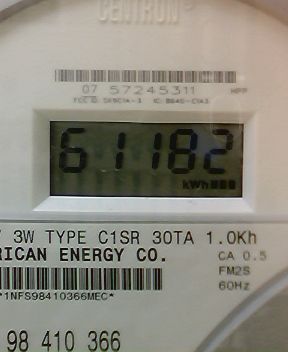 CENTRON
07 57245311
61182
kWh
3W TYPE C1SR 30TA 1.0Kh
RICAN ENERGY CO.
CA 0.5
FM2S
60Hz
*1NFS98410366MEC*
98 410 366